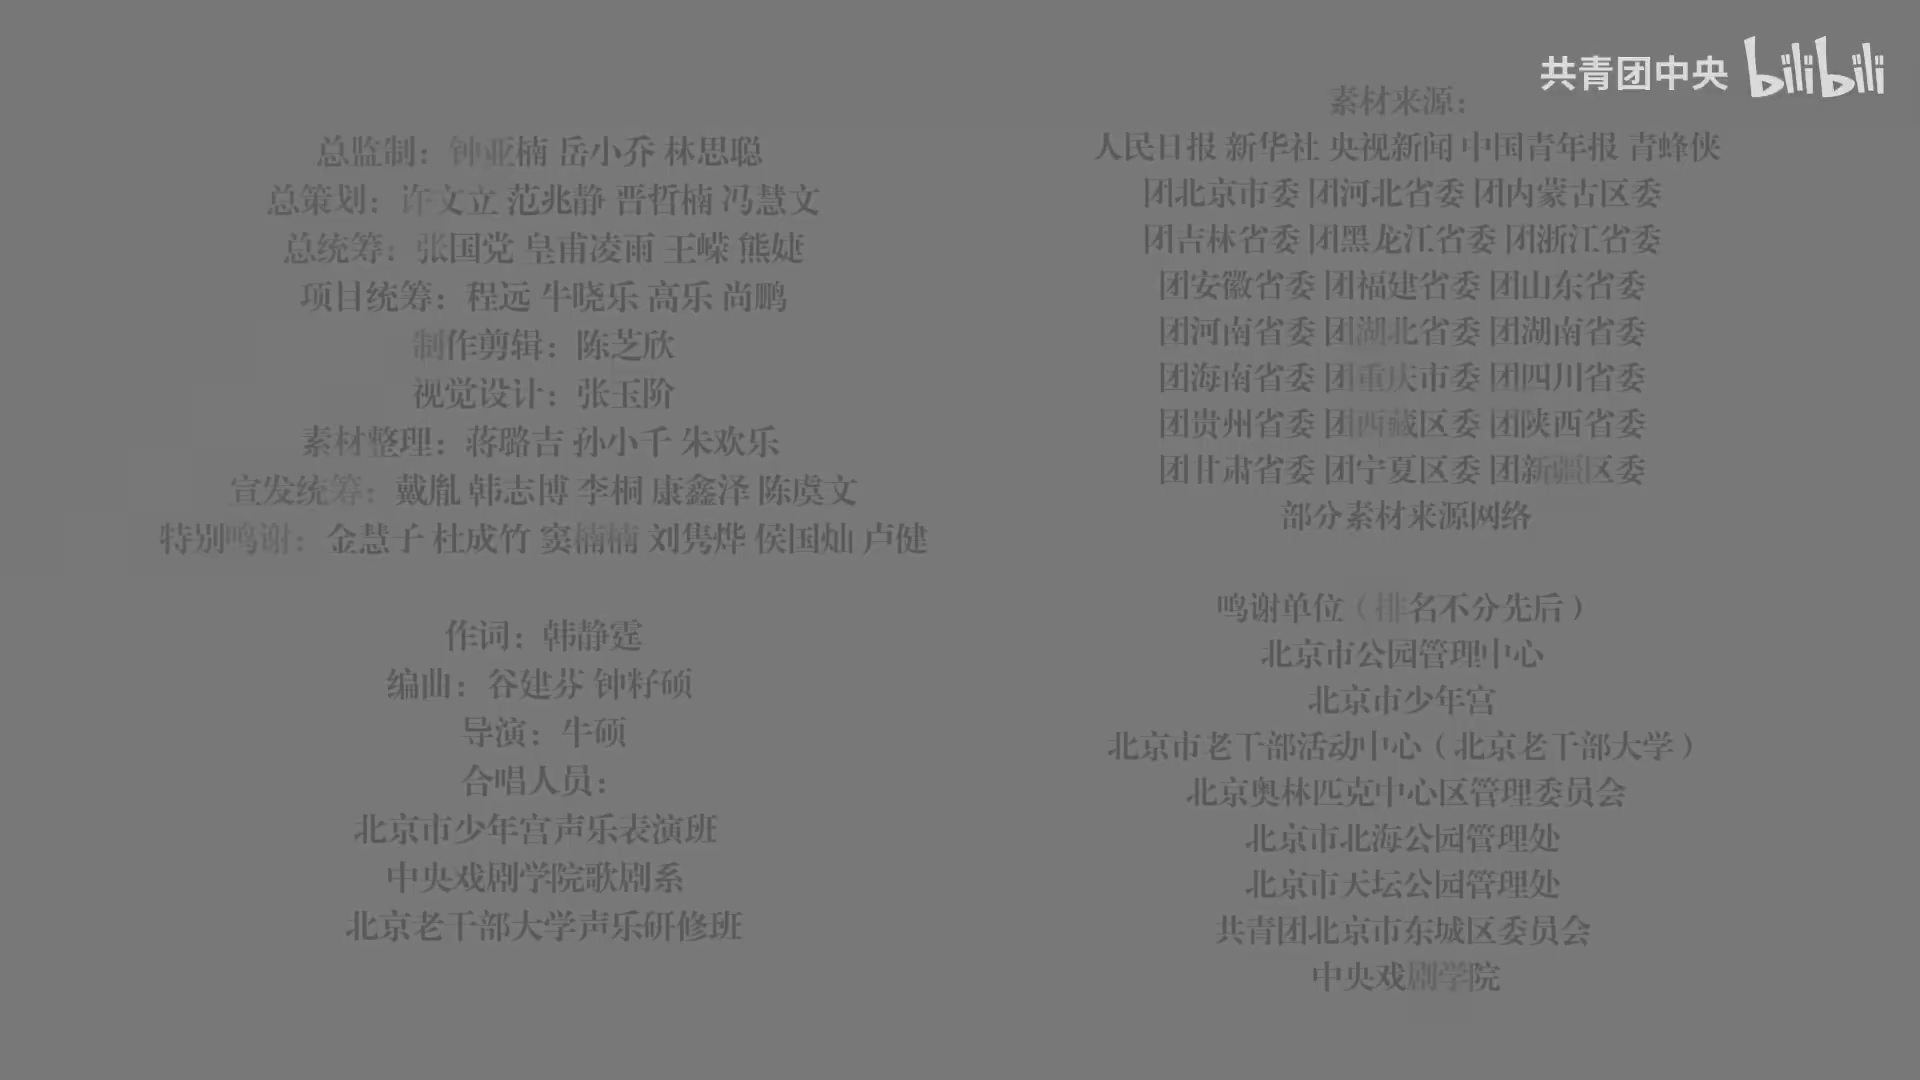 共青团中央 bilibili
总监制：钟亚楠 岳小乔 林思聪
总策划：许文立 范兆静 晋哲楠 冯慧文
总统筹：张国党 皇甫凌雨 王嵘 熊婕
项目统筹：程远 牛晓乐 高乐 尚鹏
制作剪辑：陈芝欣
视觉设计：张玉阶
素材整理：蒋璐吉 孙小千 朱欢乐
宣发统筹：戴胤 韩志博 李桐 康鑫泽 陈虞文
特别鸣谢：金慧子 杜成竹 窦楠楠 刘隽烨 侯国灿 卢健
作词：韩静霆
编曲：谷建芬 钟籽硕
导演：牛硕
合唱人员：
北京市少年宫声乐表演班
中央戏剧学院歌剧系
北京老干部大学声乐研修班
素材来源：
人民日报 新华社 央视新闻 中国青年报 青蜂侠
团北京市委 团河北省委 团内蒙古区委
团吉林省委 团黑龙江省委 团浙江省委
团安徽省委 团福建省委 团山东省委
团河南省委 团湖北省委 团湖南省委
团海南省委 团重庆市委 团四川省委
团贵州省委 团西藏区委 团陕西省委
团甘肃省委 团宁夏区委 团新疆区委
部分素材来源网络
鸣谢单位（排名不分先后）
北京市公园管理中心
北京市少年宫
北京市老干部活动中心（北京老干部大学）
北京奥林匹克中心区管理委员会
北京市北海公园管理处
北京市天坛公园管理处
共青团北京市东城区委员会
中央戏剧学院